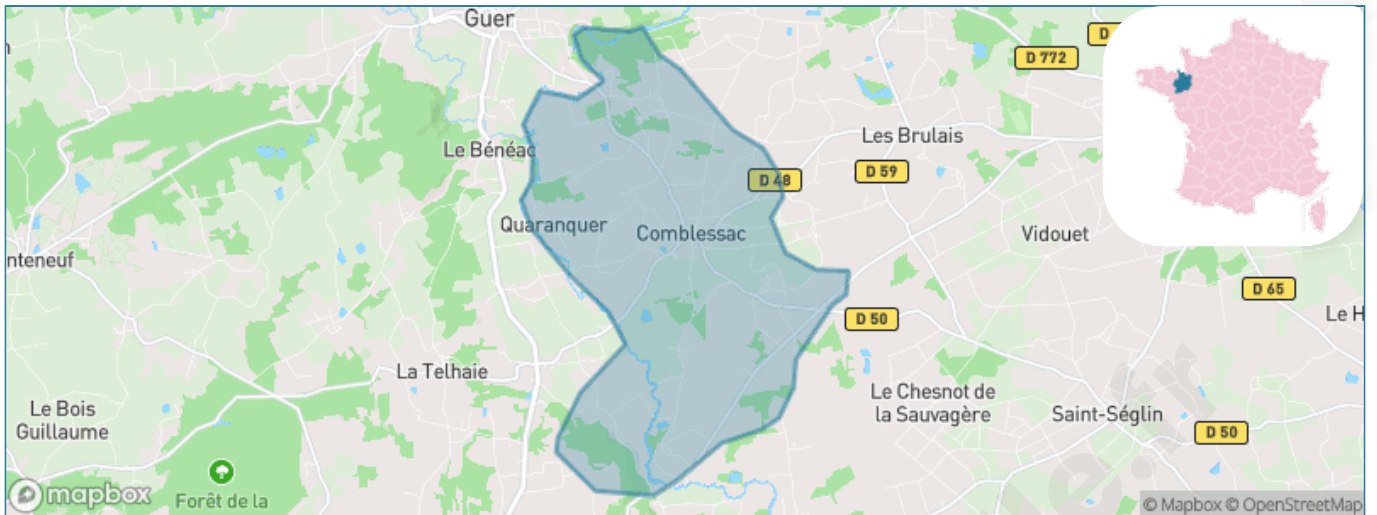 Guer
D 772
D
Les Brulais
Le Bénéac
D 48
D 59
Quaranquer
Comblessac
Vidouet
nteneuf
D 65
D 50
Le H
La Telhaie
Le Bois
Guillaume
Le Chesnot de
la Sauvagère
Saint-Séglin
D 50
Forêt de la
mapbox
© Mapbox © OpenStreetMap